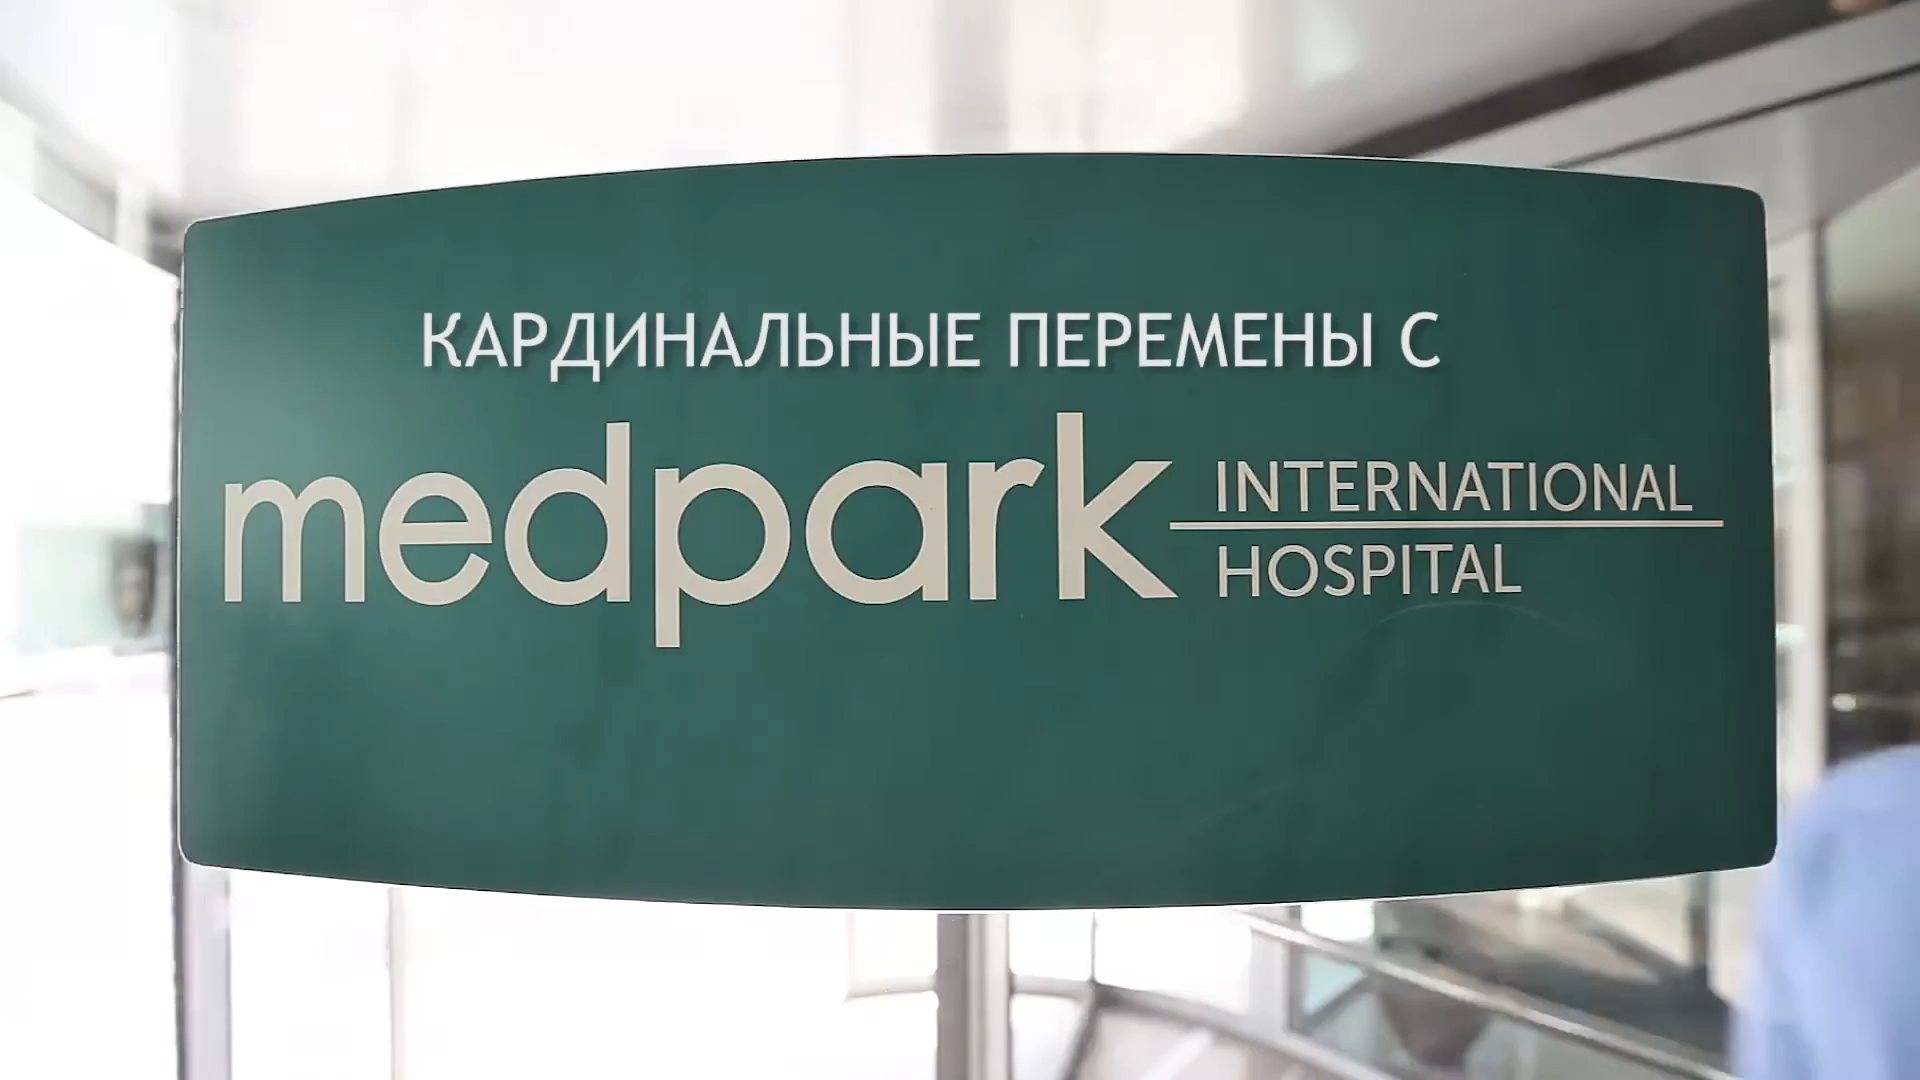 КАРДИНАЛЬНЫЕ ПЕРЕМЕНЫ С
medpark INTERNATIONAL
HOSPITAL